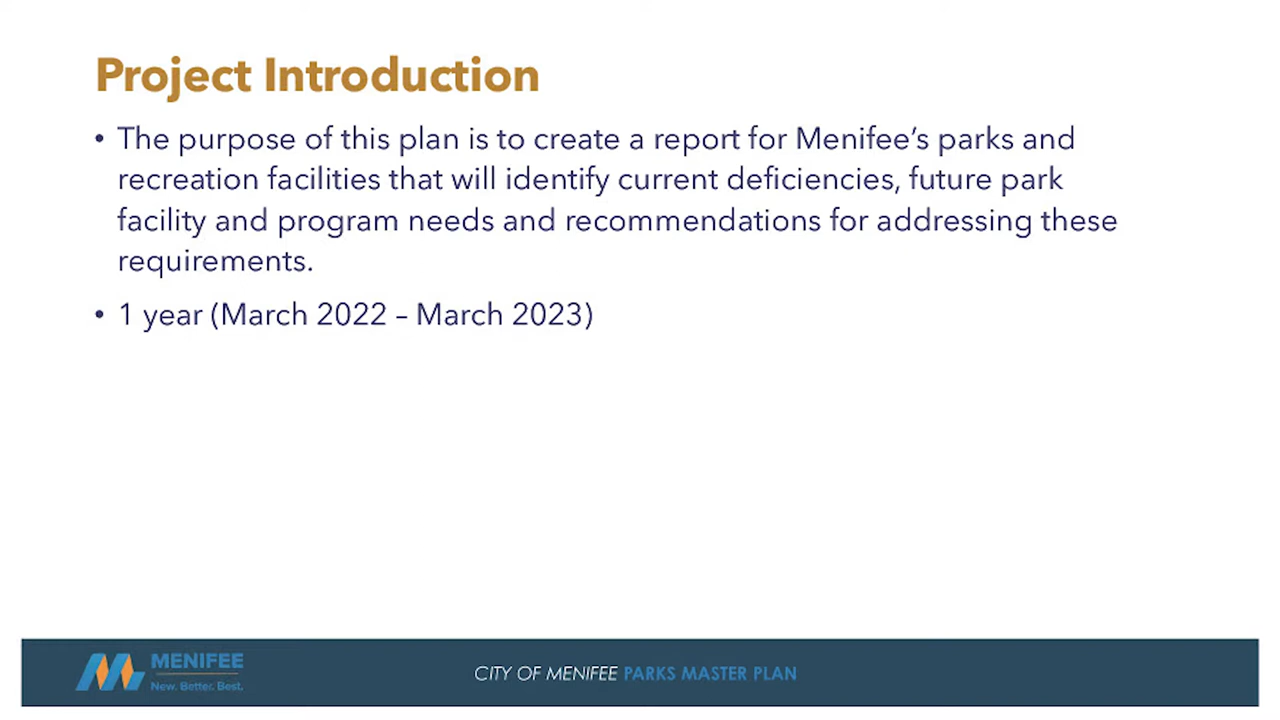 Project Introduction
• The purpose of this plan is to create a report for Menifee’s parks and
recreation facilities that will identify current deficiencies, future park
facility and program needs and recommendations for addressing these
requirements.
• 1 year (March 2022 – March 2023)
MENIFEE
New. Better. Best.
CITY OF MENIFEE PARKS MASTER PLAN